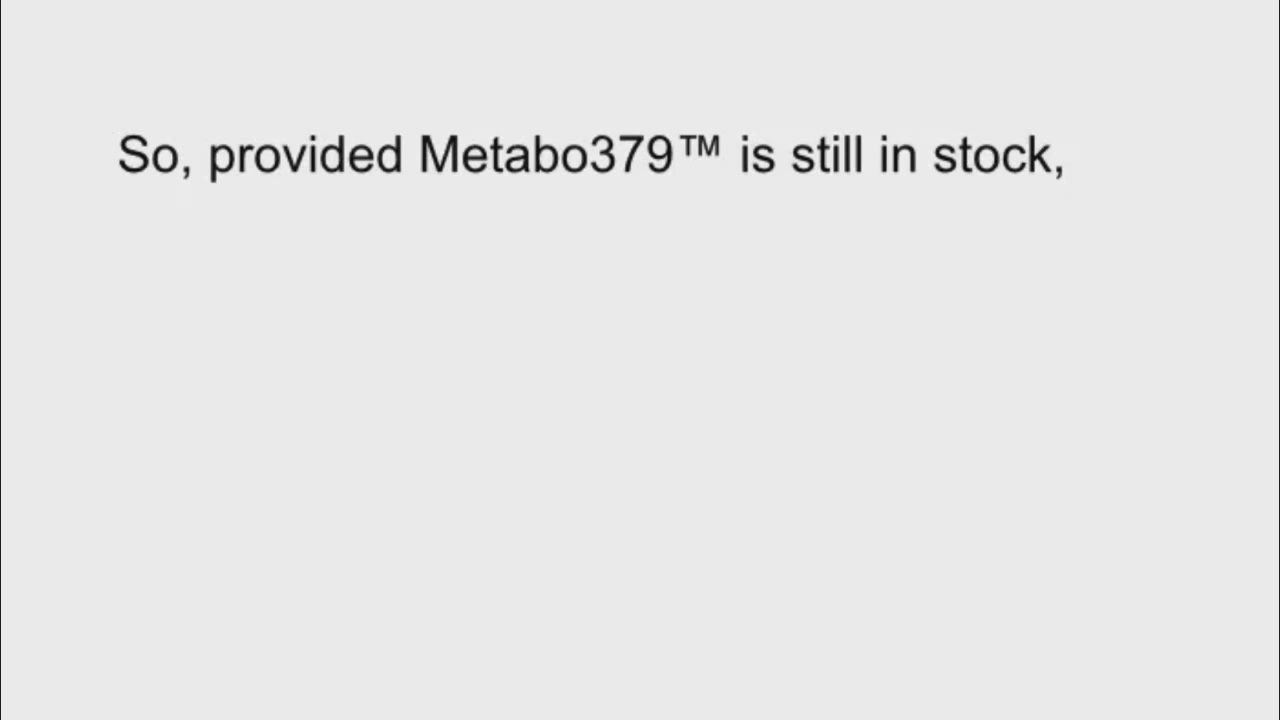 So, provided Metabo379™ is still in stock,